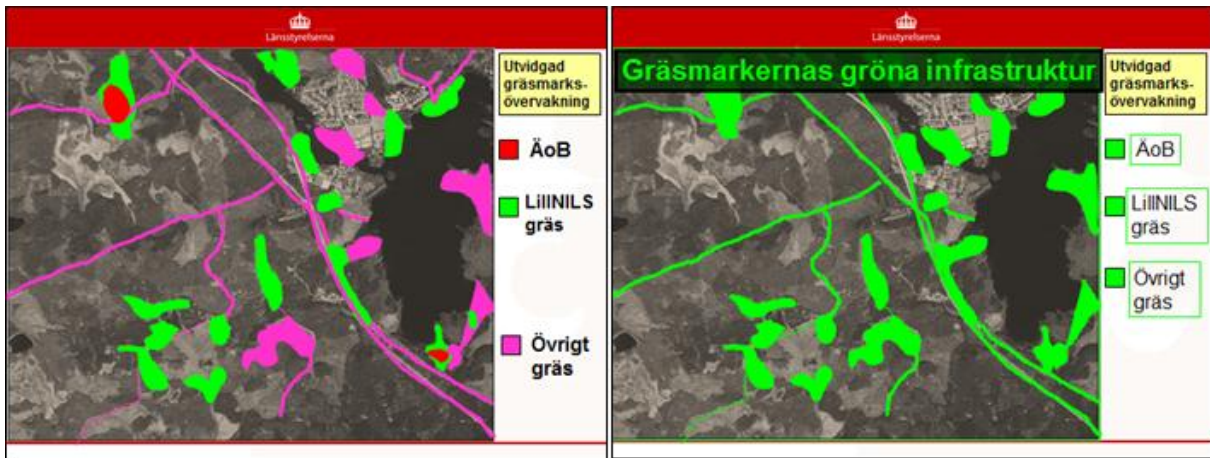 Länsstyrelserna
Utvidgad
gräsmarks-
övervakning
ÄoB
LillNILS
gräs
Övrigt
gräs
Länsstyrelserna
Gräsmarkernas gröna infrastruktur
Utvidgad
gräsmarks-
övervakning
ÄoB
LillNILS
gräs
Övrigt
gräs